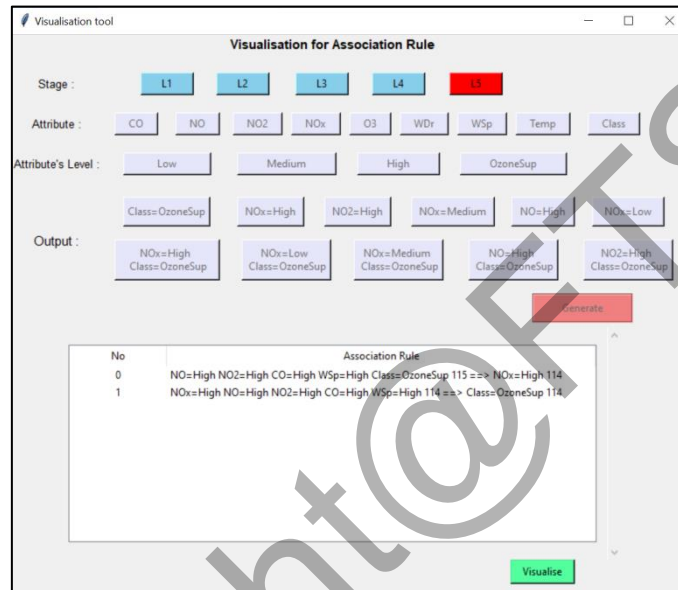 Visualisation tool
Visualisation for Association Rule
Stage : L1 L2 L3 L4 L5
Attribute : CO NO NO2 NOx O3 WDr WSp Temp Class
Attribute's Level : Low Medium High OzoneSup
Output :
Class=OzoneSup NOx=High NO2=High NOx=Medium NO=High NOx=Low
NOx=High NOx=Low NOx=Medium NO=High NO2=High
Class=OzoneSup Class=OzoneSup Class=OzoneSup Class=OzoneSup Class=OzoneSup
Generate
No Association Rule
0 NO=High NO2=High CO=High WSp=High Class=OzoneSup 115 ==> NOx=High 114
1 NOx=High NO=High NO2=High CO=High WSp=High 114 ==> Class=OzoneSup 114
Visualise
ht@FTS